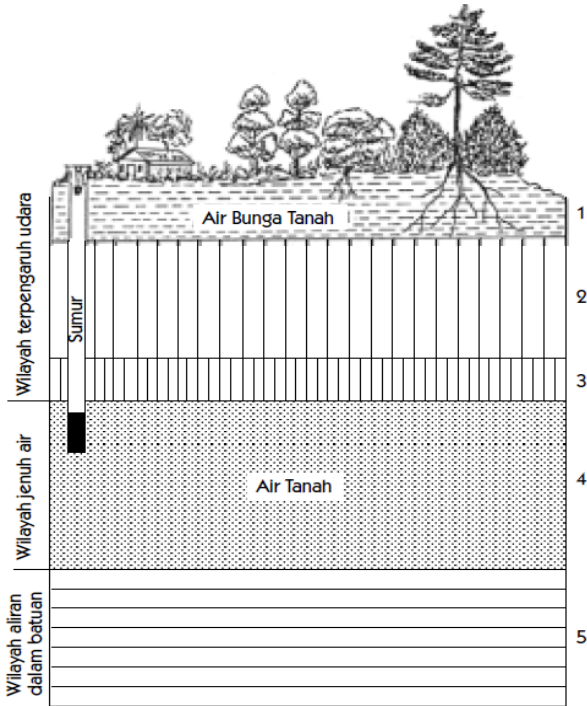 Air Bunga Tanah
1
Wilayah terpengaruh udara
Sumur
2
3
Wilayah jenuh air
Air Tanah
4
Wilayah aliran
dalam batuan
5